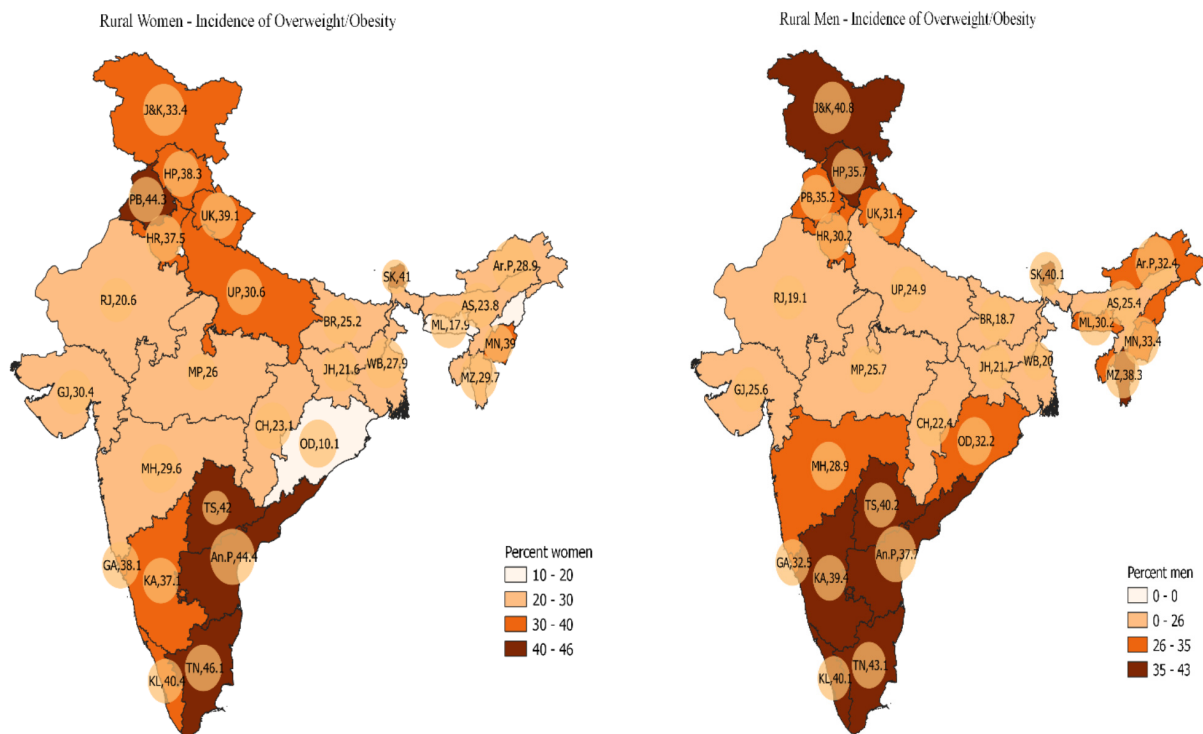 Rural Women - Incidence of Overweight/Obesity
J&K,33.4
HP,38.3
PB,44.3
UK,39.1
HR,37.5
Ar.P,28.9
SK,41
RJ,20.6
UP,30.6
AS,23.8
BR,25.2
ML,17.9
MN,39
WB,27.9
JH,21.6
MP,26
MZ,29.7
GJ,30.4
CH,23.1
OD,10.1
MH,29.6
TS,42
An.P,44.4
GA,38.1
KA,37.1
TN,46.1
KL,40.4
Percent women
10 - 20
20 - 30
30 - 40
40 - 46
Rural Men - Incidence of Overweight/Obesity
J&K,40.8
HP,35.7
PB,35.2
UK,31.4
HR,30.2
Ar.P,32.4
SK,40.1
RJ,19.1
UP,24.9
AS,25.4
BR,18.7
ML,30.2
MN,33.4
WB,20
JH,21.7
MP,25.7
MZ,38.3
GJ,25.6
CH,22.4
OD,32.2
MH,28.9
TS,40.2
An.P,37.7
GA,32.5
KA,39.4
TN,43.1
KL,40.1
Percent men
0 - 0
0 - 26
26 - 35
35 - 43